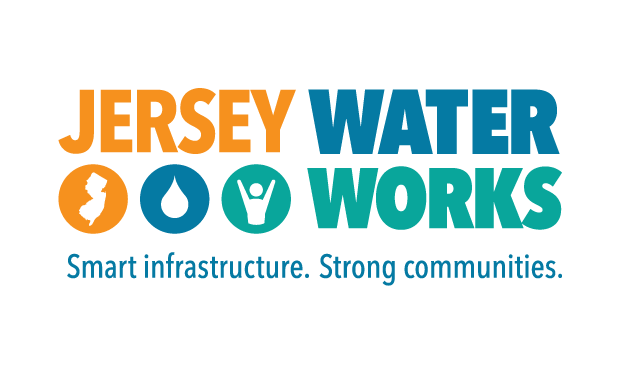 JERSEY WATER
WORKS
Smart infrastructure. Strong communities.